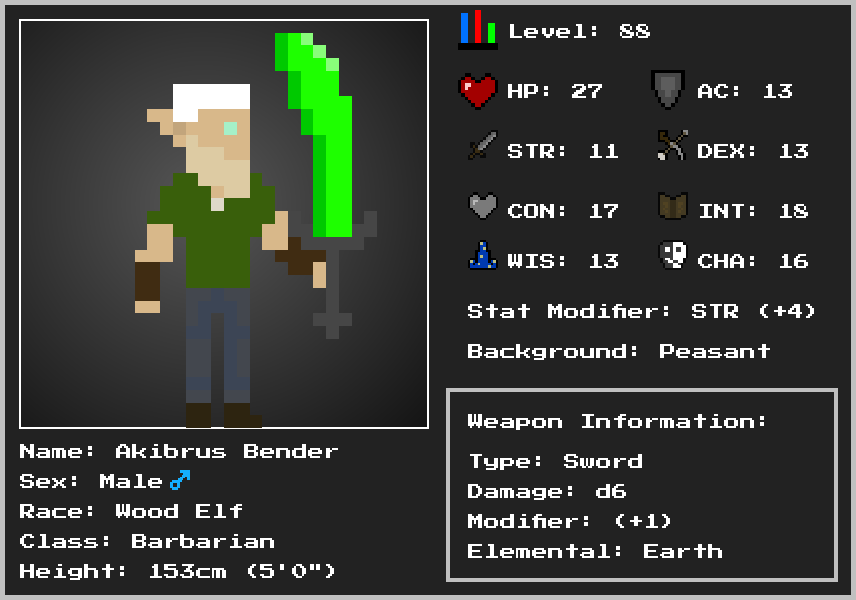 Level: 88
HP: 27
AC: 13
STR: 11
DEX: 13
CON: 17
INT: 18
WIS: 13
CHA: 16
Stat Modifier: STR (+4)
Background: Peasant
Weapon Information:
Type: Sword
Damage: d6
Modifier: (+1)
Elemental: Earth
Name: Akibrus Bender
Sex: Male ♂
Race: Wood Elf
Class: Barbarian
Height: 153cm (5'0")